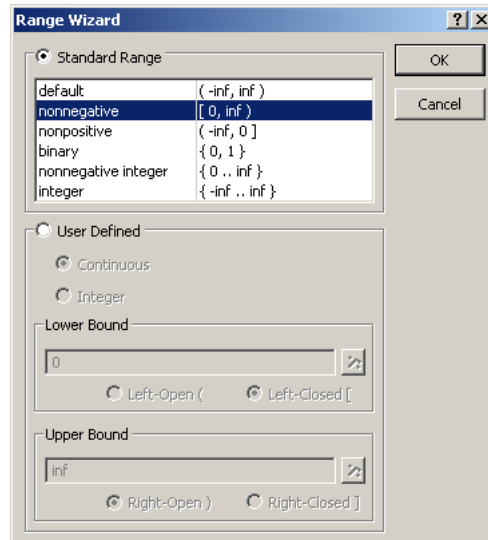 Range Wizard
Standard Range
OK
Cancel
default ( -inf, inf )
nonnegative [ 0, inf )
nonpositive ( -inf, 0 ]
binary { 0, 1 }
nonnegative integer { 0 .. inf }
integer { -inf .. inf }
User Defined
Continuous
Integer
Lower Bound
0
Left-Open ( Left-Closed [
Upper Bound
inf
Right-Open ) Right-Closed ]